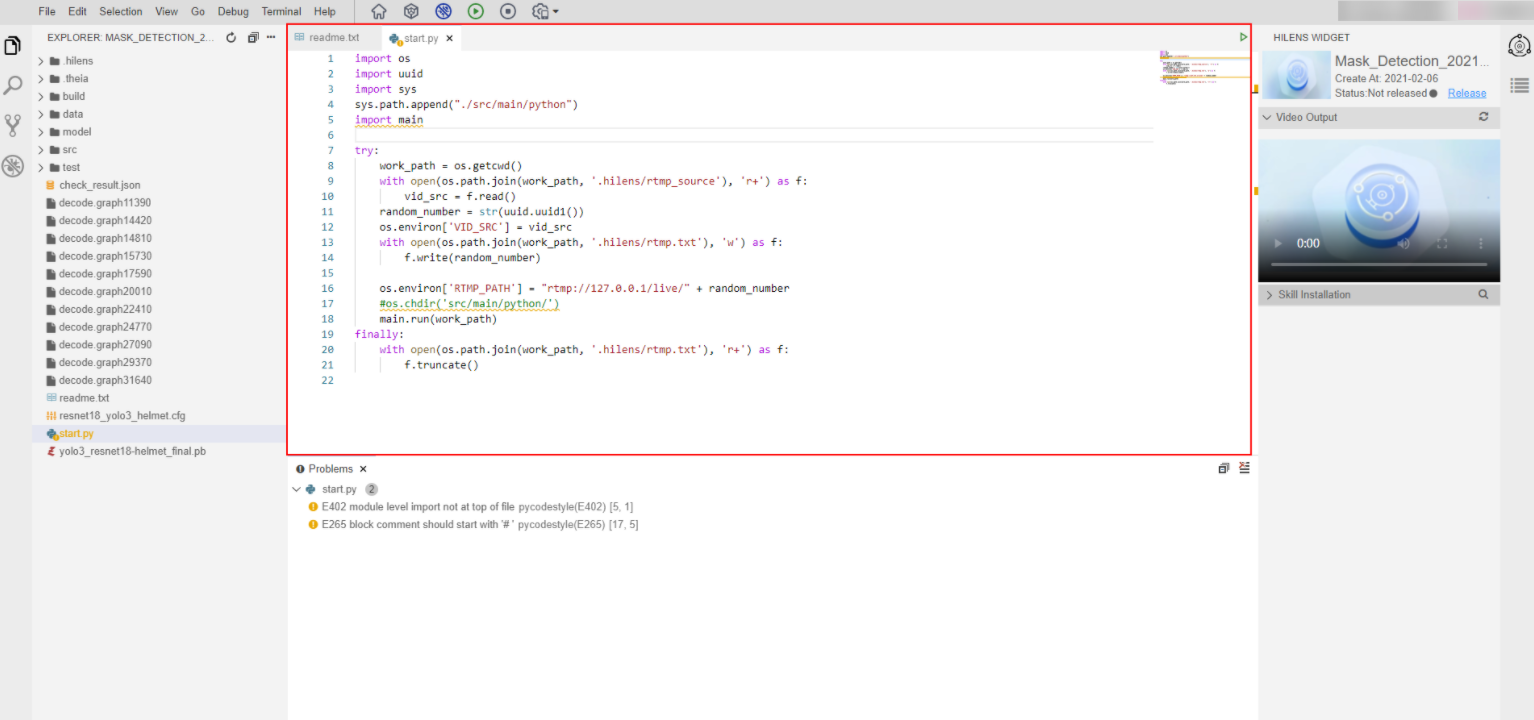 File Edit Selection View Go Debug Terminal Help
EXPLORER: MASK_DETECTION_2...
.hilens
.theia
build
data
model
src
test
check_result.json
decode.graph11390
decode.graph14420
decode.graph14810
decode.graph15730
decode.graph17590
decode.graph20010
decode.graph22410
decode.graph24770
decode.graph27090
decode.graph29370
decode.graph31640
readme.txt
resnet18_yolo3_helmet.cfg
start.py
yolo3_resnet18-helmet_final.pb
readme.txt start.py
1 import os
2 import uuid
3 import sys
4 sys.path.append("./src/main/python")
5 import main
6
7 try:
8 work_path = os.getcwd()
9 with open(os.path.join(work_path, '.hilens/rtmp_source'), 'r+') as f:
10 vid_src = f.read()
11 random_number = str(uuid.uuid1())
12 os.environ['VID_SRC'] = vid_src
13 with open(os.path.join(work_path, '.hilens/rtmp.txt'), 'w') as f:
14 f.write(random_number)
15
16 os.environ['RTMP_PATH'] = "rtmp://127.0.0.1/live/" + random_number
17 #os.chdir('src/main/python/')
18 main.run(work_path)
19 finally:
20 with open(os.path.join(work_path, '.hilens/rtmp.txt'), 'r+') as f:
21 f.truncate()
22
Problems
start.py 2
E402 module level import not at top of file pycodestyle(E402) [5, 1]
E265 block comment should start with '# ' pycodestyle(E265) [17, 5]
HILENS WIDGET
Mask_Detection_2021...
Create At: 2021-02-06
Status:Not released Release
Video Output
0:00
Skill Installation